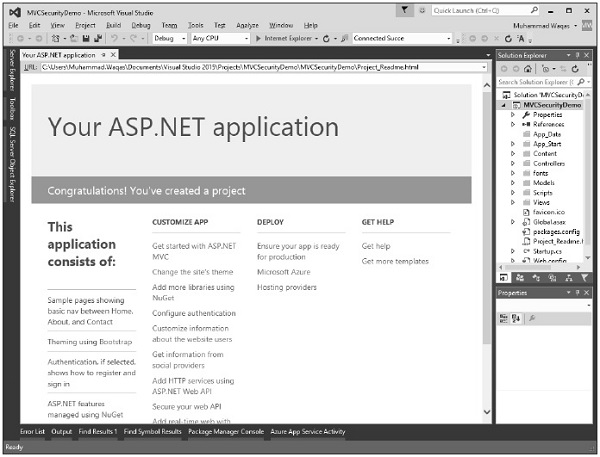 MVCSecurityDemo - Microsoft Visual Studio
Quick Launch (Ctrl+Q)
File Edit View Project Build Debug Team Tools Test Analyze Window Help
Muhammad Waqas
Debug Any CPU Internet Explorer Connected Succe
Server Explorer
Toolbox
SQL Server Object Explorer
Your ASP.NET application
URL: C:\Users\Muhammad.Waqas\Documents\Visual Studio 2015\Projects\MVCSecurityDemo\MVCSecurityDemo\Project_Readme.html
Your ASP.NET application
Congratulations! You've created a project
This
application
consists of:
Sample pages showing
basic nav between Home,
About, and Contact
Theming using Bootstrap
Authentication, if selected,
shows how to register and
sign in
ASP.NET features
managed using NuGet
CUSTOMIZE APP
Get started with ASP.NET
MVC
Change the site's theme
Add more libraries using
NuGet
Configure authentication
Customize information
about the website users
Get information from
social providers
Add HTTP services using
ASP.NET Web API
Secure your web API
Add real-time web with
DEPLOY
Ensure your app is ready
for production
Microsoft Azure
Hosting providers
GET HELP
Get help
Get more templates
Solution Explorer
Search Solution Explorer (
Solution 'MVCSecurityD
MVCSecurityDemo
Properties
References
App_Data
App_Start
Content
Controllers
fonts
Models
Scripts
Views
favicon.ico
Global.asax
packages.config
Project_Readme.h
Startup.cs
Web.config
Properties
Error List Output Find Results 1 Find Symbol Results Package Manager Console Azure App Service Activity
Ready